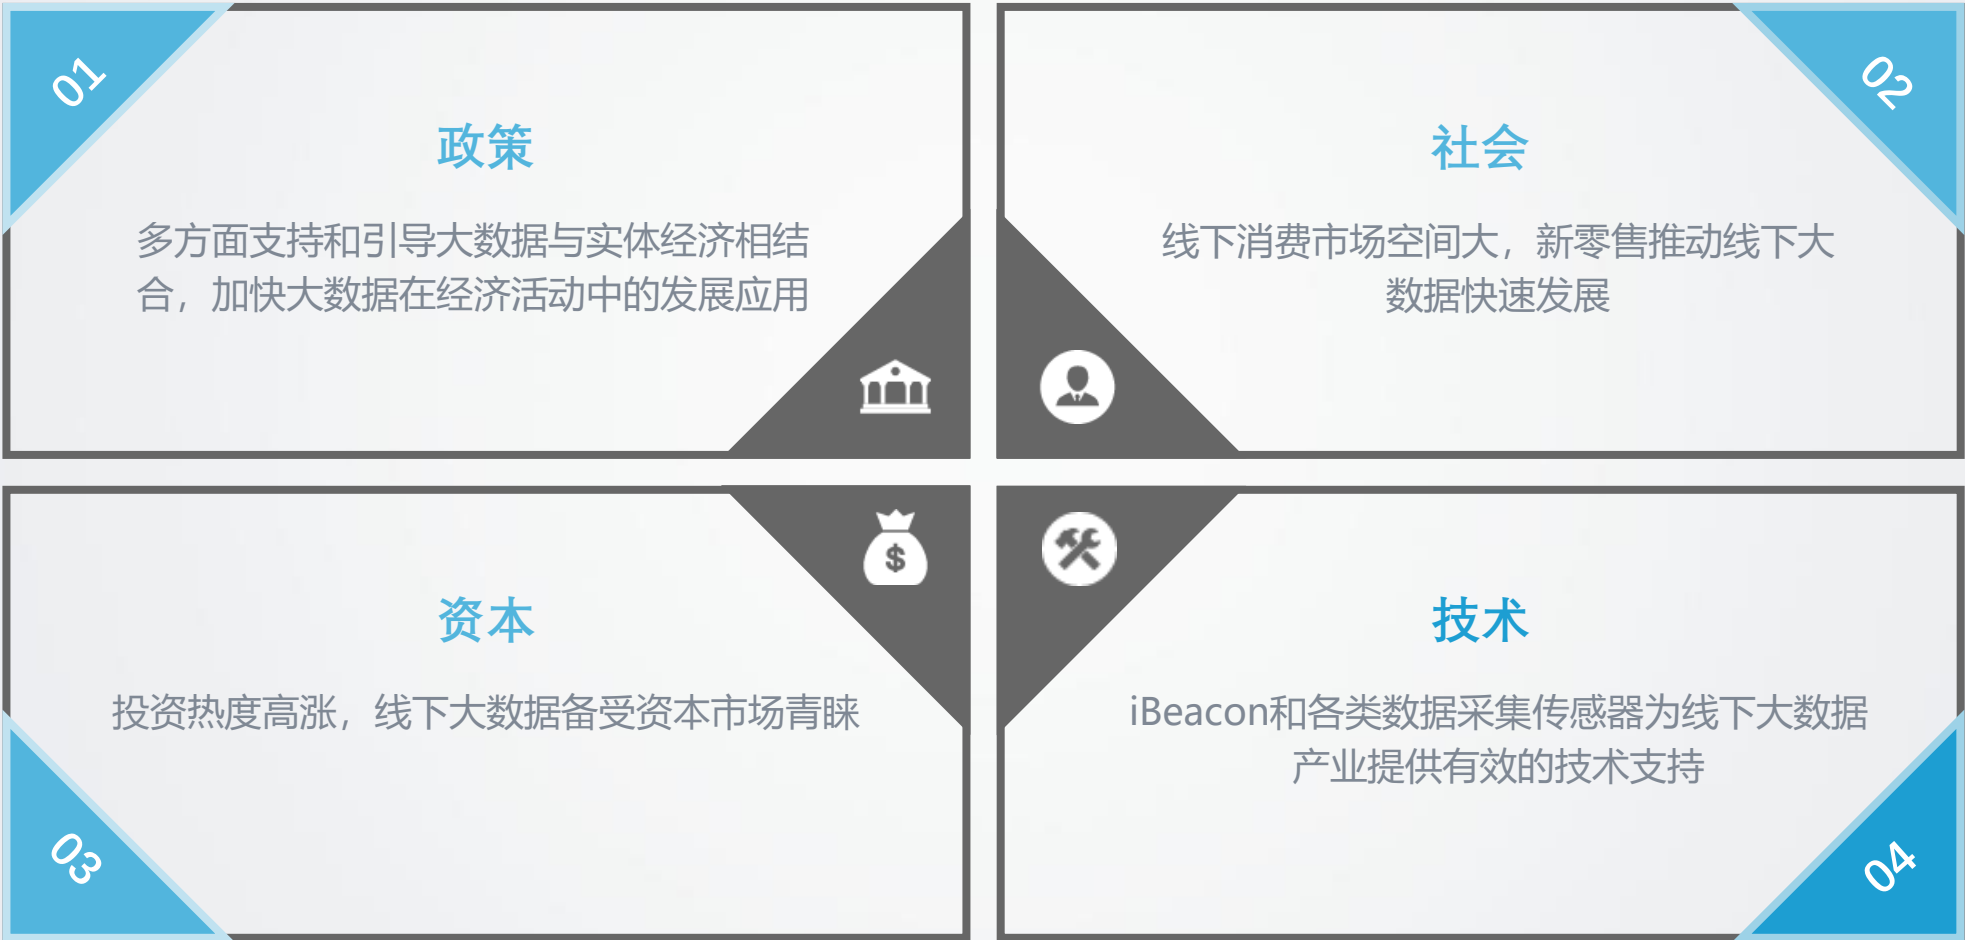 01
政策
多方面支持和引导大数据与实体经济相结
合，加快大数据在经济活动中的发展应用
02
社会
线下消费市场空间大，新零售推动线下大
数据快速发展
$
资本
投资热度高涨，线下大数据备受资本市场青睐
03
技术
iBeacon和各类数据采集传感器为线下大数据
产业提供有效的技术支持
04